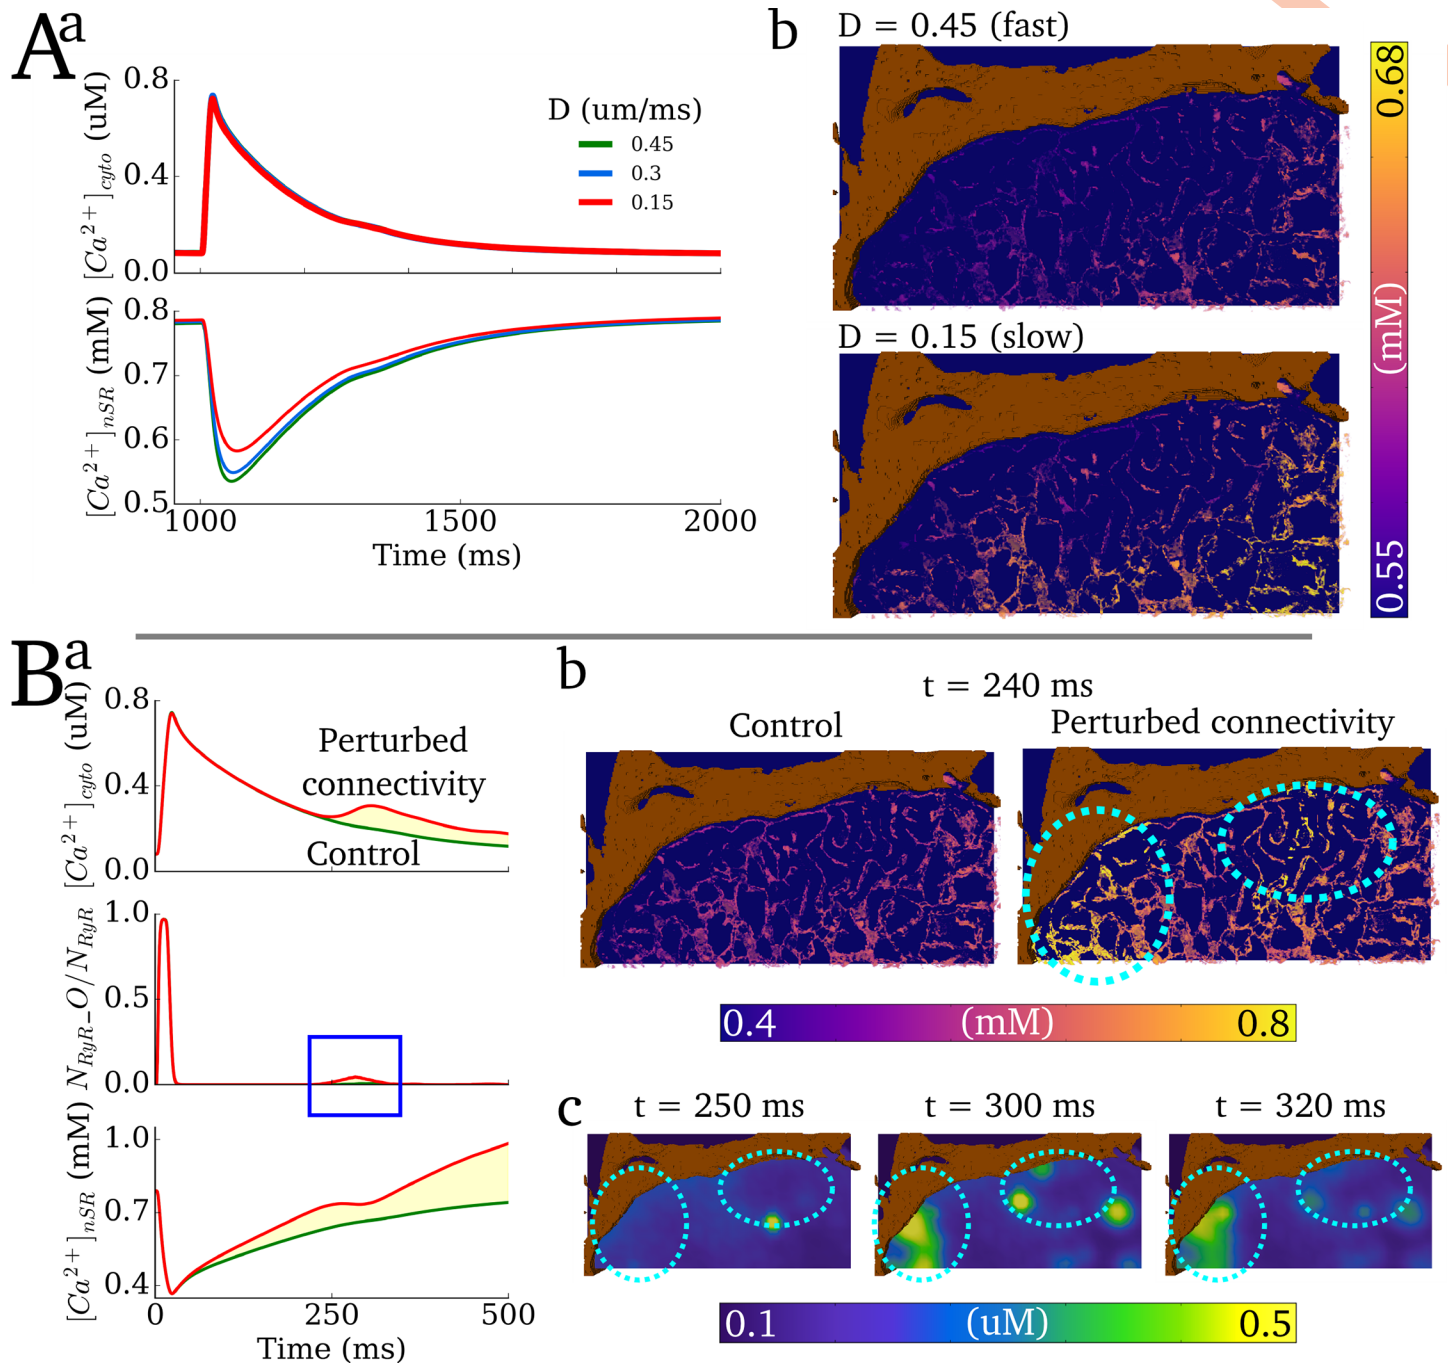 A
a
[Ca²⁺]cyto (uM)
0.8
0.4
0.0
D (um/ms)
0.45
0.3
0.15
[Ca²⁺]nSR (mM)
0.8
0.7
0.6
0.5
1000 1500 2000
Time (ms)
b
D = 0.45 (fast)
D = 0.15 (slow)
0.68
(mM)
0.55
B
a
[Ca²⁺]cyto (uM)
0.8
0.4
0.0
Perturbed
connectivity
Control
N_RyR_O/N_RyR
1.0
0.5
0.0
[Ca²⁺]nSR (mM)
1.0
0.7
0.4
0 250 500
Time (ms)
b
t = 240 ms
Control
Perturbed connectivity
0.4 (mM) 0.8
c
t = 250 ms
t = 300 ms
t = 320 ms
0.1 (uM) 0.5